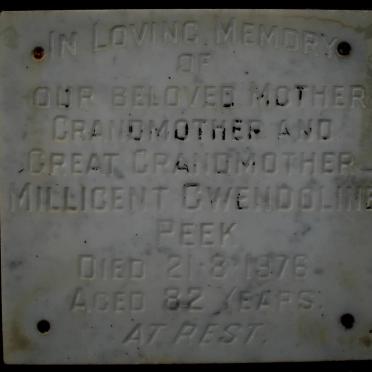 IN LOVING MEMORY
OF
OUR BELOVED MOTHER
GRANDMOTHER AND
GREAT GRANDMOTHER
MILLICENT GWENDOLINE
PEEK
DIED 21·8·1976
AGED 82 YEARS.
AT REST.